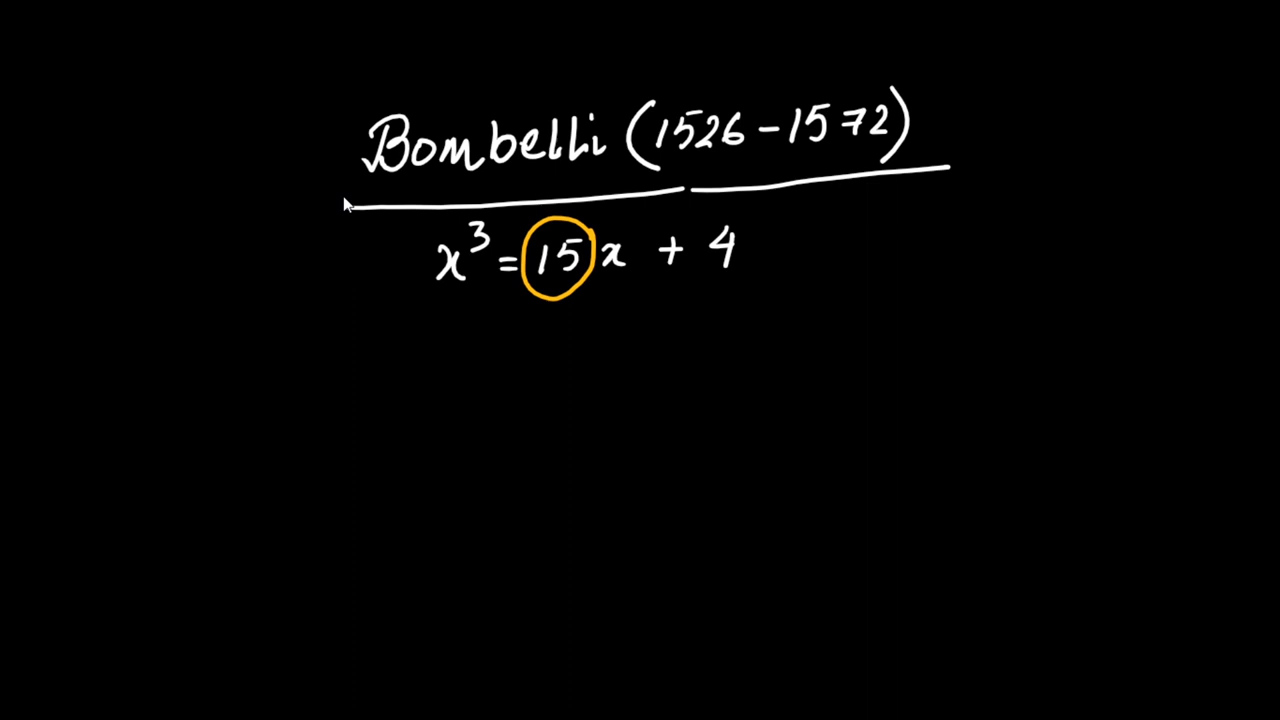 Bombelli (1526-1572)
x³ = 15x + 4